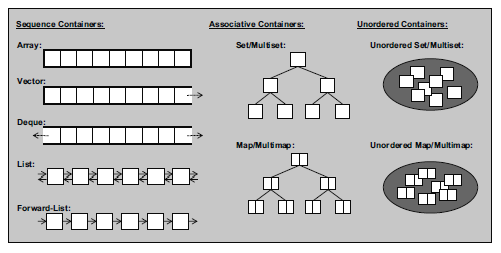 Sequence Containers:
Array:
Vector:
Deque:
List:
Forward-List:
Associative Containers:
Set/Multiset:
Map/Multimap:
Unordered Containers:
Unordered Set/Multiset:
Unordered Map/Multimap: